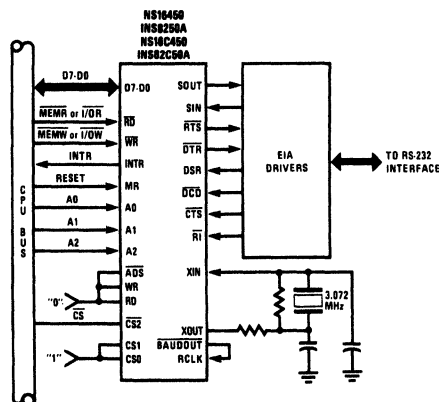 NS16450
INS8250A
NS16C450
INS82C50A
D7-D0
MEMR or I/OR
MEMW or I/OW
INTR
RESET
A0
A1
A2
"0"
CS
"1"
CPU BUS
D7-D0
RD
WR
INTR
MR
A0
A1
A2
ADS
WR
RD
CS2
CS1
CS0
SOUT
SIN
RTS
DTR
DSR
DCD
CTS
RI
XIN
XOUT
BAUDOUT
RCLK
EIA
DRIVERS
TO RS-232
INTERFACE
3.072
MHz